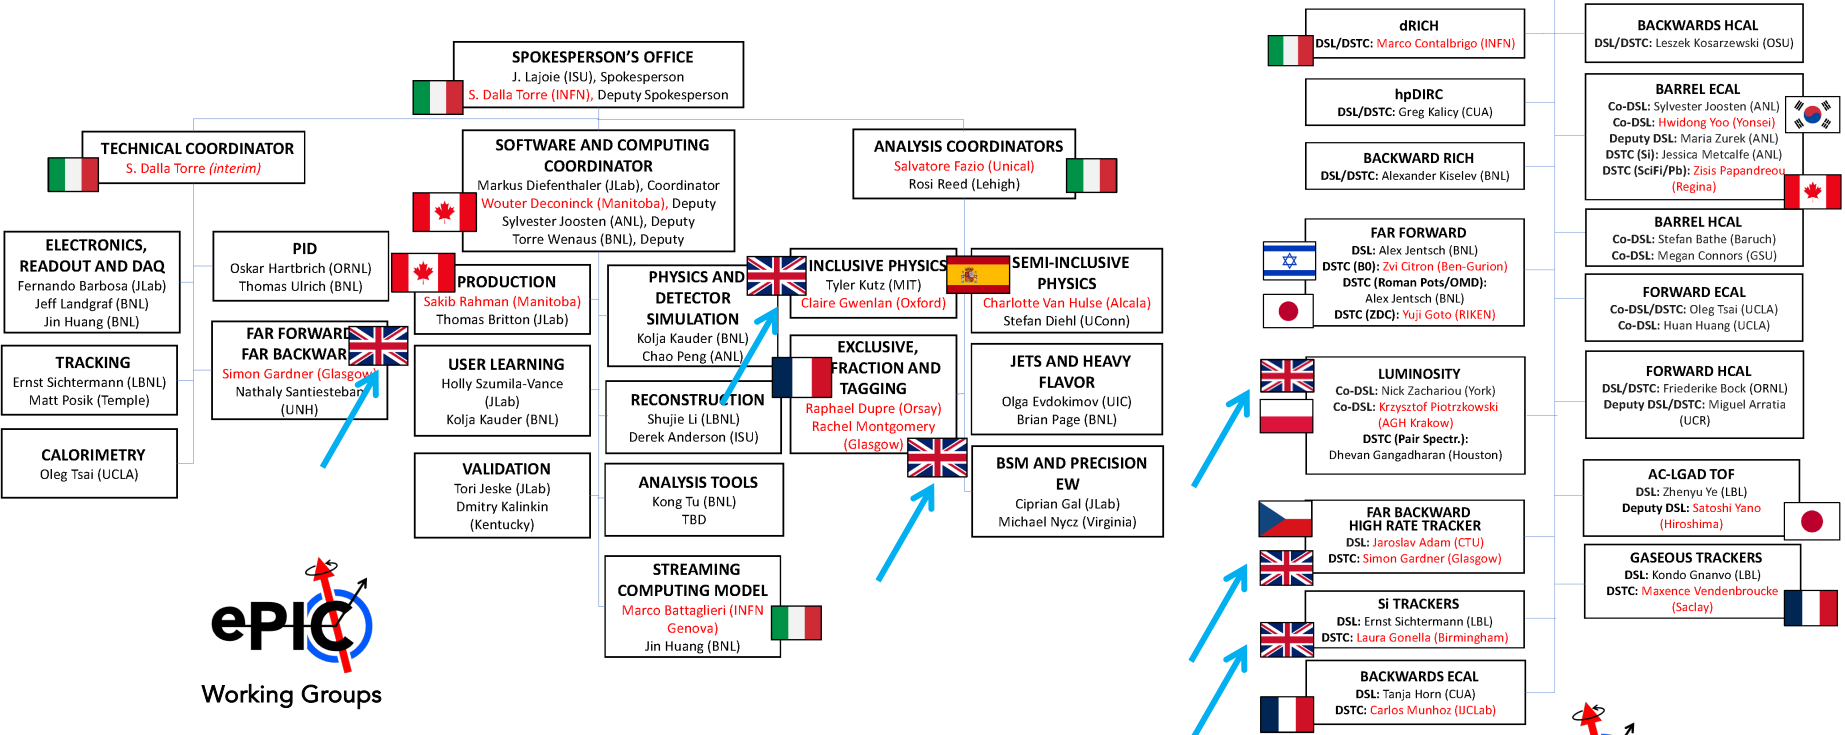 SPOKESPERSON'S OFFICE
J. Lajoie (ISU), Spokesperson
S. Dalla Torre (INFN), Deputy Spokesperson
TECHNICAL COORDINATOR
S. Dalla Torre (interim)
SOFTWARE AND COMPUTING
COORDINATOR
Markus Diefenthaler (JLab), Coordinator
Wouter Deconinck (Manitoba), Deputy
Sylvester Joosten (ANL), Deputy
Torre Wenaus (BNL), Deputy
ANALYSIS COORDINATORS
Salvatore Fazio (Unical)
Rosi Reed (Lehigh)
ELECTRONICS,
READOUT AND DAQ
Fernando Barbosa (JLab)
Jeff Landgraf (BNL)
Jin Huang (BNL)
TRACKING
Ernst Sichtermann (LBNL)
Matt Posik (Temple)
CALORIMETRY
Oleg Tsai (UCLA)
PID
Oskar Hartbrich (ORNL)
Thomas Ulrich (BNL)
FAR FORWARD
FAR BACKWAR
Simon Gardner (Glasgow)
Nathaly Santiesteban
(UNH)
PRODUCTION
Sakib Rahman (Manitoba)
Thomas Britton (JLab)
USER LEARNING
Holly Szumila-Vance
(JLab)
Kolja Kauder (BNL)
VALIDATION
Tori Jeske (JLab)
Dmitry Kalinkin
(Kentucky)
PHYSICS AND
DETECTOR
SIMULATION
Kolja Kauder (BNL)
Chao Peng (ANL)
RECONSTRUCTION
Shujie Li (LBNL)
Derek Anderson (ISU)
ANALYSIS TOOLS
Kong Tu (BNL)
TBD
STREAMING
COMPUTING MODEL
Marco Battaglieri (INFN
Genova)
Jin Huang (BNL)
INCLUSIVE PHYSICS
Tyler Kutz (MIT)
Claire Gwenlan (Oxford)
EXCLUSIVE,
FRACTION AND
TAGGING
Raphael Dupre (Orsay)
Rachel Montgomery
(Glasgow)
SEMI-INCLUSIVE
PHYSICS
Charlotte Van Hulse (Alcala)
Stefan Diehl (UConn)
JETS AND HEAVY
FLAVOR
Olga Evdokimov (UIC)
Brian Page (BNL)
BSM AND PRECISION
EW
Ciprian Gal (JLab)
Michael Nycz (Virginia)
ePIC
Working Groups
dRICH
DSL/DSTC: Marco Contalbrigo (INFN)
hpDIRC
DSL/DSTC: Greg Kalicy (CUA)
BACKWARD RICH
DSL/DSTC: Alexander Kiselev (BNL)
FAR FORWARD
DSL: Alex Jentsch (BNL)
DSTC (B0): Zvi Citron (Ben-Gurion)
DSTC (Roman Pots/OMD):
Alex Jentsch (BNL)
DSTC (ZDC): Yuji Goto (RIKEN)
LUMINOSITY
Co-DSL: Nick Zachariou (York)
Co-DSL: Krzysztof Piotrzkowski
(AGH Krakow)
DSTC (Pair Spectr.):
Dhevan Gangadharan (Houston)
FAR BACKWARD
HIGH RATE TRACKER
DSL: Jaroslav Adam (CTU)
DSTC: Simon Gardner (Glasgow)
Si TRACKERS
DSL: Ernst Sichtermann (LBL)
DSTC: Laura Gonella (Birmingham)
BACKWARDS ECAL
DSL: Tanja Horn (CUA)
DSTC: Carlos Munhoz (IJCLab)
BACKWARDS HCAL
DSL/DSTC: Leszek Kosarzewski (OSU)
BARREL ECAL
Co-DSL: Sylvester Joosten (ANL)
Co-DSL: Hwidong Yoo (Yonsei)
Deputy DSL: Maria Zurek (ANL)
DSTC (Si): Jessica Metcalfe (ANL)
DSTC (SciFi/Pb): Zisis Papandreou
(Regina)
BARREL HCAL
Co-DSL: Stefan Bathe (Baruch)
Co-DSL: Megan Connors (GSU)
FORWARD ECAL
Co-DSL/DSTC: Oleg Tsai (UCLA)
Co-DSL: Huan Huang (UCLA)
FORWARD HCAL
DSL/DSTC: Friederike Bock (ORNL)
Deputy DSL/DSTC: Miguel Arratia
(UCR)
AC-LGAD TOF
DSL: Zhenyu Ye (LBL)
Deputy DSL: Satoshi Yano
(Hiroshima)
GASEOUS TRACKERS
DSL: Kondo Gnanvo (LBL)
DSTC: Maxence Vendenbroucke
(Saclay)